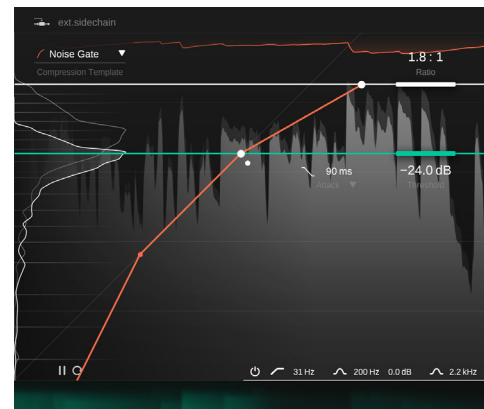 ext.sidechain
Noise Gate
Compression Template
1.8 : 1
Ratio
90 ms
Attack
−24.0 dB
Threshold
31 Hz
200 Hz 0.0 dB
2.2 kHz